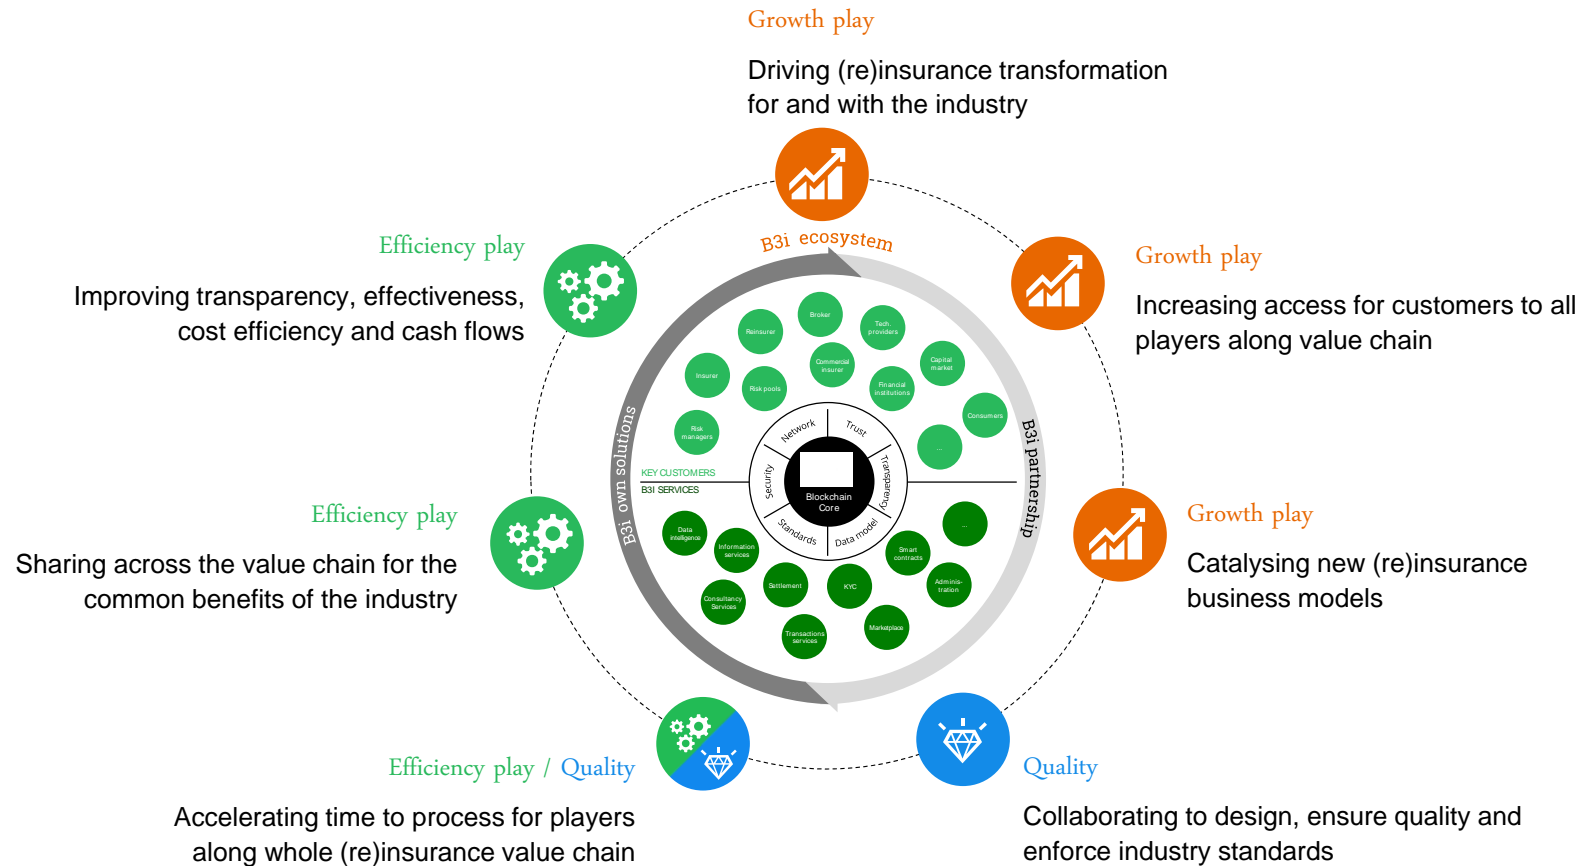 Growth play
Driving (re)insurance transformation
for and with the industry
Efficiency play
Improving transparency, effectiveness,
cost efficiency and cash flows
Growth play
Increasing access for customers to all
players along value chain
Efficiency play
Sharing across the value chain for the
common benefits of the industry
Growth play
Catalysing new (re)insurance
business models
Efficiency play / Quality
Accelerating time to process for players
along whole (re)insurance value chain
Quality
Collaborating to design, ensure quality and
enforce industry standards
B3i ecosystem
B3i own solutions
B3i partnership
Broker
Reinsurer
Tech.
providers
Insurer
Risk pools
Commercial
insurer
Financial
institutions
Capital
market
Risk
managers
Consumers
...
KEY CUSTOMERS
B3I SERVICES
Network
Trust
Security
Transparency
Standards
Data model
Blockchain
Core
Data
intelligence
Information
services
Consultancy
Services
Settlement
Transactions
services
KYC
Marketplace
Smart
contracts
Adminis-
tration
...